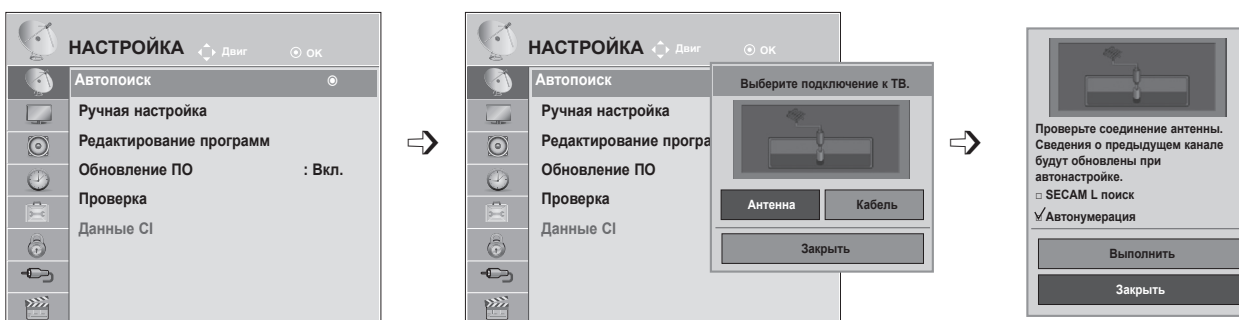 НАСТРОЙКА Двиг OK
Автопоиск
Ручная настройка
Редактирование программ
Обновление ПО : Вкл.
Проверка
Данные CI
НАСТРОЙКА Двиг OK
Автопоиск
Ручная настройка
Редактирование програ
Обновление ПО
Проверка
Данные CI
Выберите подключение к ТВ.
Антенна Кабель
Закрыть
Проверьте соединение антенны.
Сведения о предыдущем канале
будут обновлены при
автонастройке.
□ SECAM L поиск
☑ Автонумерация
Выполнить
Закрыть